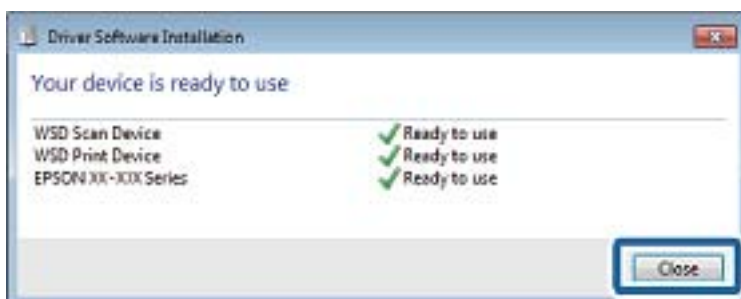 Driver Software Installation
Your device is ready to use
WSD Scan Device Ready to use
WSD Print Device Ready to use
EPSON XX-XXX Series Ready to use
Close